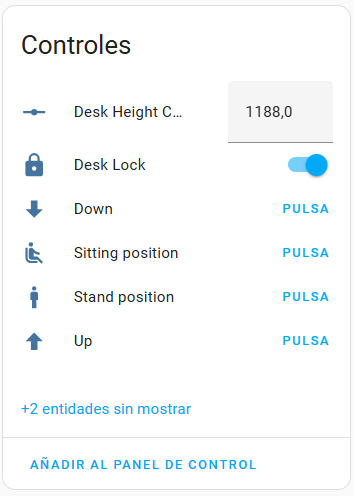 Controles
Desk Height C...
1188,0
Desk Lock
Down
PULSA
Sitting position
PULSA
Stand position
PULSA
Up
PULSA
+2 entidades sin mostrar
AÑADIR AL PANEL DE CONTROL